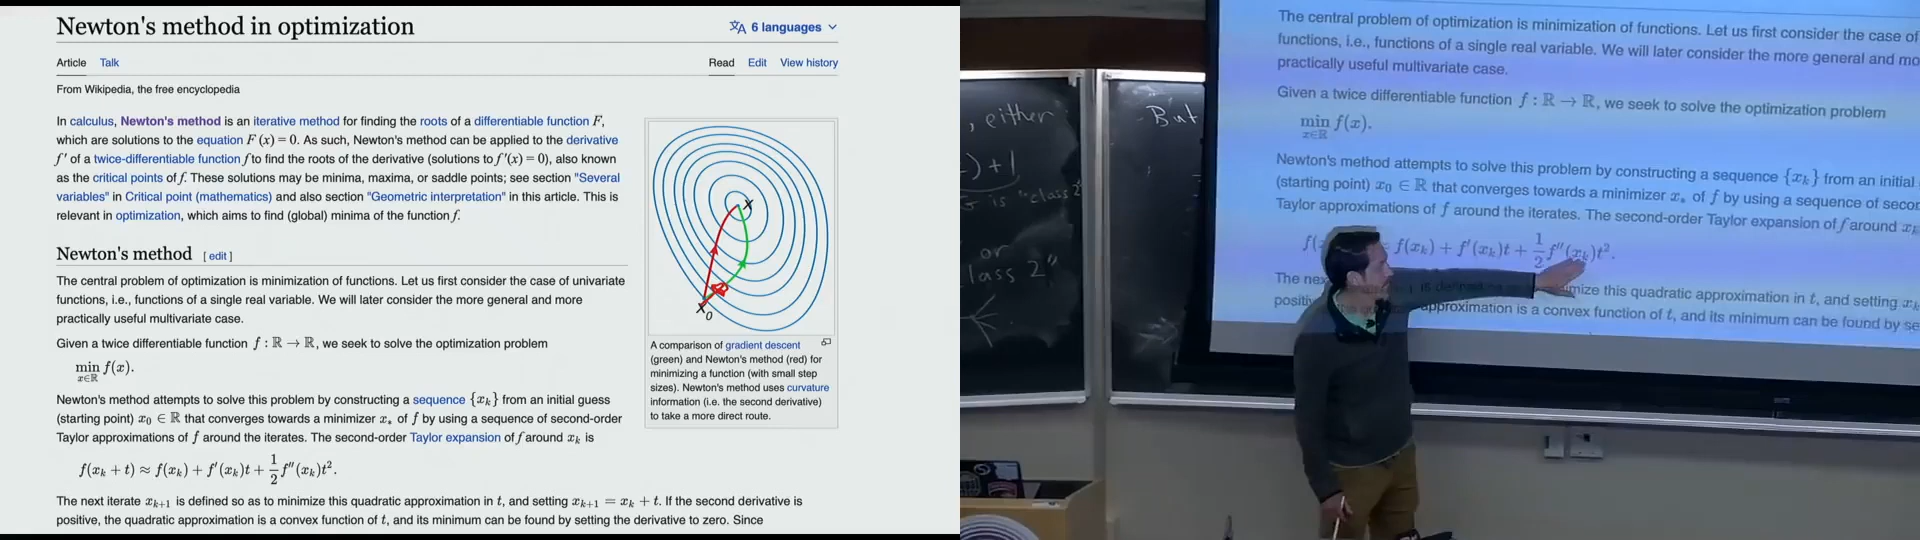 Newton's method in optimization
6 languages
Article Talk Read Edit View history
From Wikipedia, the free encyclopedia
In calculus, Newton's method is an iterative method for finding the roots of a differentiable function F,
which are solutions to the equation F (x) = 0. As such, Newton's method can be applied to the derivative
f ′ of a twice-differentiable function f to find the roots of the derivative (solutions to f ′(x) = 0), also known
as the critical points of f. These solutions may be minima, maxima, or saddle points; see section "Several
variables" in Critical point (mathematics) and also section "Geometric interpretation" in this article. This is
relevant in optimization, which aims to find (global) minima of the function f.
X
X0
A comparison of gradient descent
(green) and Newton's method (red) for
minimizing a function (with small step
sizes). Newton's method uses curvature
information (i.e. the second derivative)
to take a more direct route.
Newton's method [ edit ]
The central problem of optimization is minimization of functions. Let us first consider the case of univariate
functions, i.e., functions of a single real variable. We will later consider the more general and more
practically useful multivariate case.
Given a twice differentiable function f : ℝ → ℝ, we seek to solve the optimization problem
min f(x).
x∈ℝ
Newton's method attempts to solve this problem by constructing a sequence {xₖ} from an initial guess
(starting point) x₀ ∈ ℝ that converges towards a minimizer x* of f by using a sequence of second-order
Taylor approximations of f around the iterates. The second-order Taylor expansion of f around xₖ is
f(xₖ + t) ≈ f(xₖ) + f′(xₖ)t + 1/2 f″(xₖ)t².
The next iterate xₖ₊₁ is defined so as to minimize this quadratic approximation in t, and setting xₖ₊₁ = xₖ + t. If the second derivative is
positive, the quadratic approximation is a convex function of t, and its minimum can be found by setting the derivative to zero. Since
, either
) + 1
is "class 2"
or
lass 2"
But
The central problem of optimization is minimization of functions. Let us first consider the case of
functions, i.e., functions of a single real variable. We will later consider the more general and mo
practically useful multivariate case.
Given a twice differentiable function f : ℝ → ℝ, we seek to solve the optimization problem
min f(x).
x∈ℝ
Newton's method attempts to solve this problem by constructing a sequence {xₖ} from an initial
(starting point) x₀ ∈ ℝ that converges towards a minimizer x* of f by using a sequence of secon
Taylor approximations of f around the iterates. The second-order Taylor expansion of f around xₖ
f( f(xₖ) + f′(xₖ)t + 1/2 f″(xₖ)t².
The nex is defined this quadratic approximation in t, and setting xₖ
positiv approximation is a convex function of t, and its minimum can be found by se